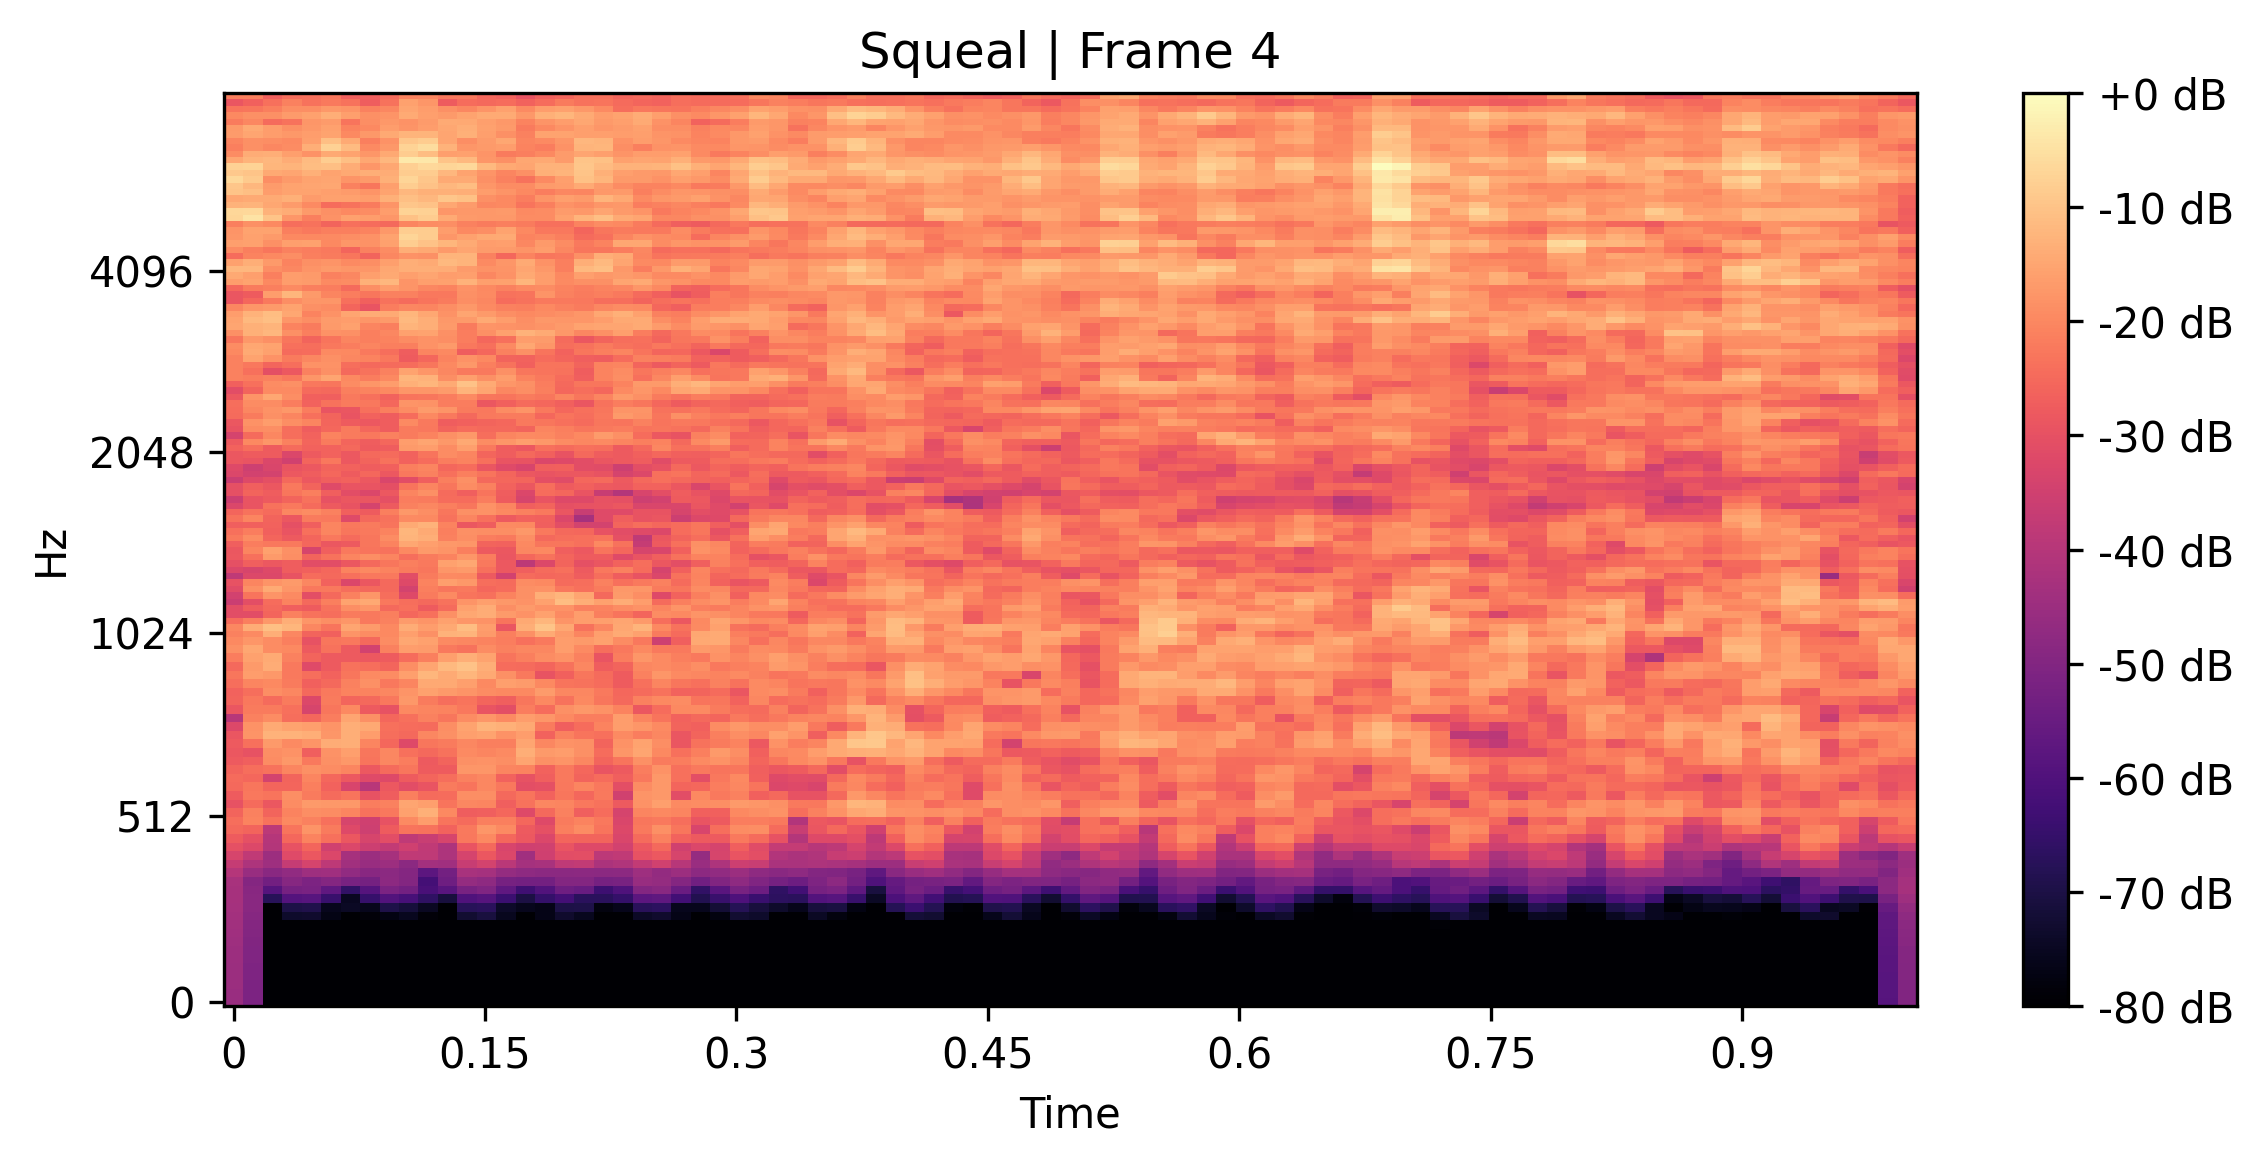 Squeal | Frame 4
Hz
4096
2048
1024
512
0
0 0.15 0.3 0.45 0.6 0.75 0.9
Time
+0 dB
-10 dB
-20 dB
-30 dB
-40 dB
-50 dB
-60 dB
-70 dB
-80 dB